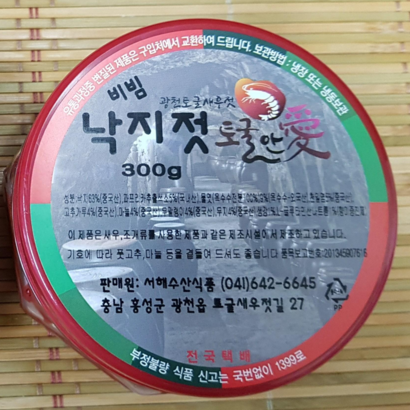 유통과정중 변질된 제품은 구입처에서 교환하여 드립니다. 보관방법 : 냉장 또는 냉동보관
비빔
광천토굴새우젓
낙지젓
토굴안愛
300g
이 제품은 새우, 조개류를 사용한 제품과 같은 제조시설에서 제조하고 있습니다.
기호에 따라 풋고추, 마늘 등을 곁들여 드셔도 좋습니다
판매원: 서해수산식품 (041)642-6645
충남 홍성군 광천읍 토굴새우젓길 27
전국택배
부정불량 식품 신고는 국번없이 1399로